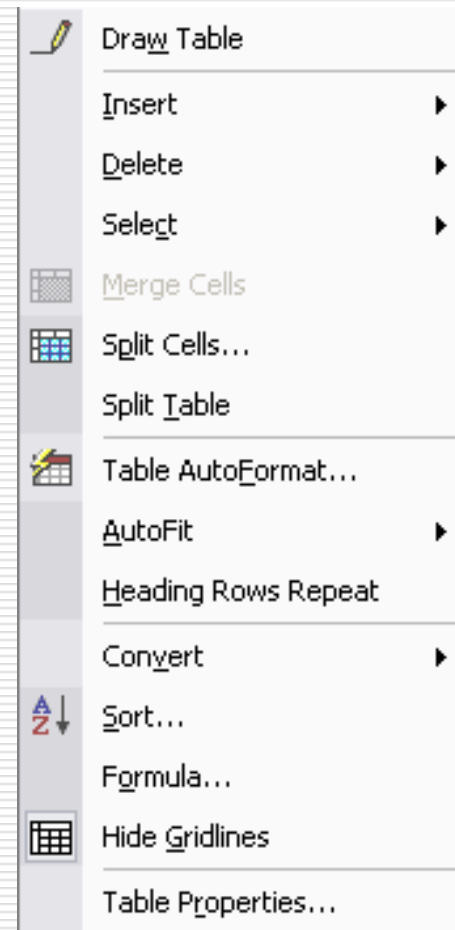 Draw Table
Insert
Delete
Select
Merge Cells
Split Cells...
Split Table
Table AutoFormat...
AutoFit
Heading Rows Repeat
Convert
A
Z
Sort...
Formula...
Hide Gridlines
Table Properties...